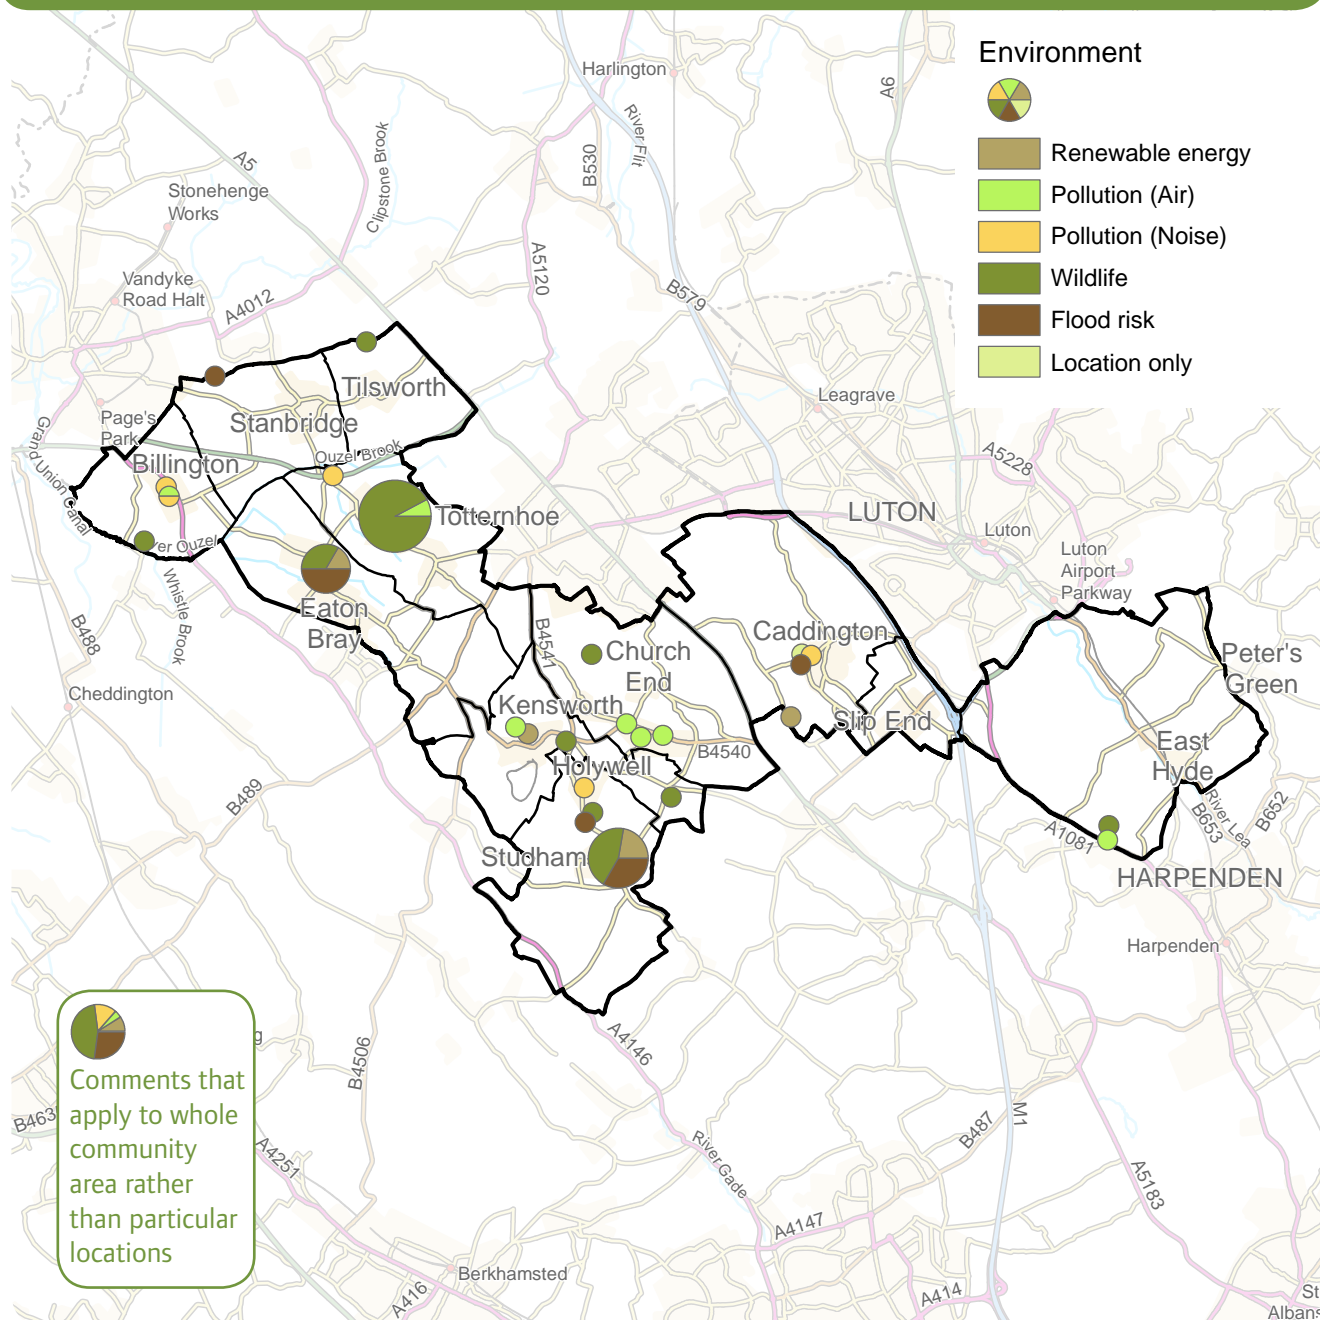 Environment
Renewable energy
Pollution (Air)
Pollution (Noise)
Wildlife
Flood risk
Location only
Harlington
A6
River Flit
B530
A5
Clipstone Brook
Stonehenge
Works
A5120
Vandyke
Road Halt
A4012
B579
Tilsworth
Leagrave
Page's
Park
Stanbridge
Grand Union Canal
Ouzel Brook
Billington
A5228
Totternhoe
LUTON
Luton
er Ouzel
Luton
Airport
Parkway
Whistle Brook
Eaton
Bray
B488
B4541
Caddington
Church
End
Peter's
Green
Cheddington
Kensworth
Slip End
B4540
East
Hyde
Holywell
B489
A1081
River Lea
B653
B652
Studham
HARPENDEN
Harpenden
g
A4146
B4506
Comments that
apply to whole
community
area rather
than particular
locations
B463
A4251
M1
B487
River Gade
A5183
A4147
Berkhamsted
A416
A414
St
Albans